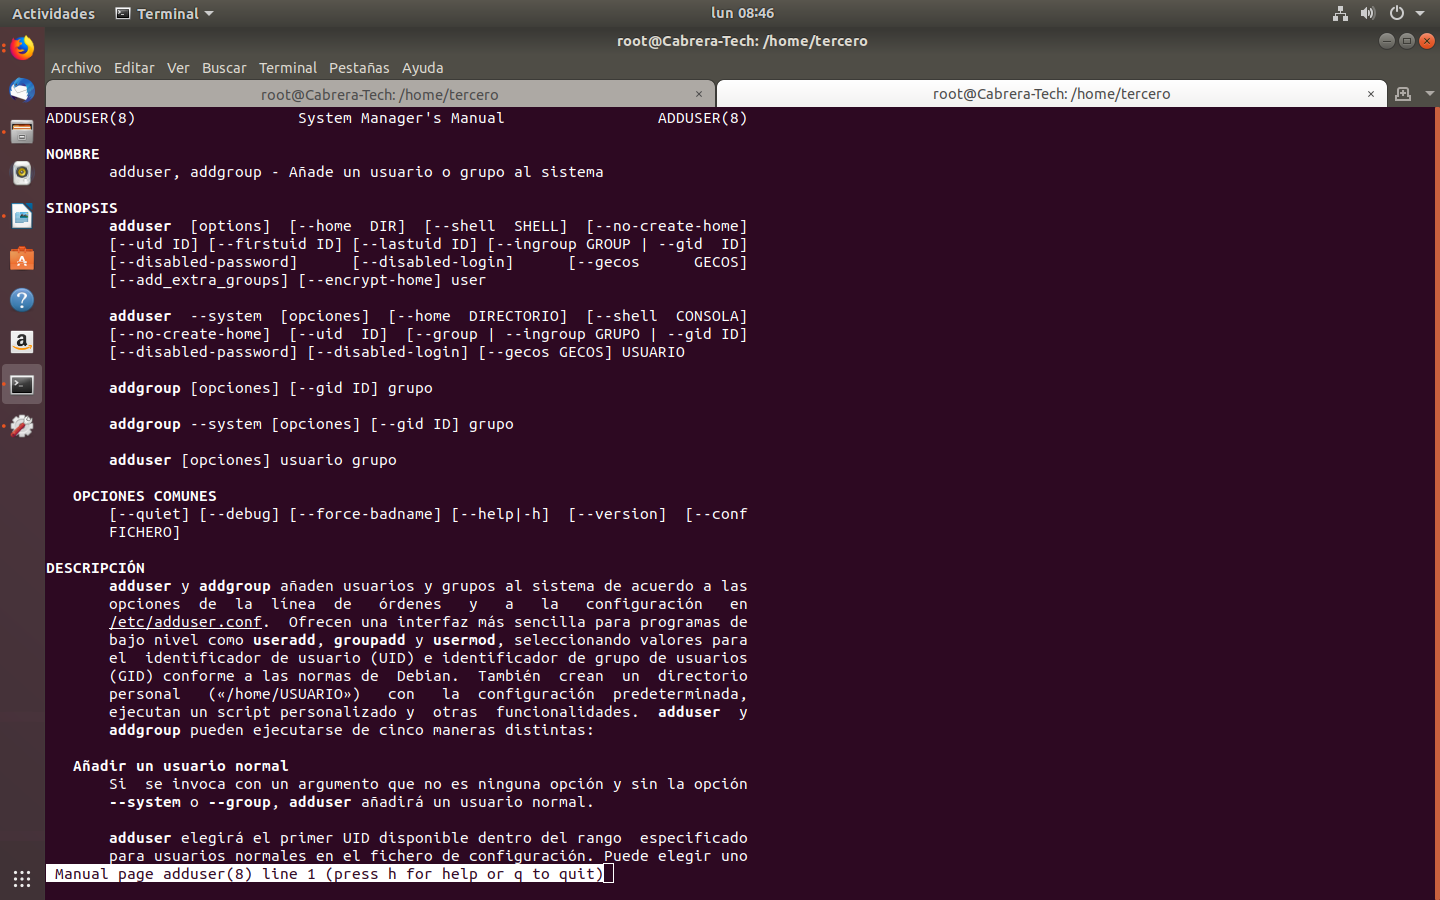 Actividades Terminal lun 08:46
root@Cabrera-Tech: /home/tercero
Archivo Editar Ver Buscar Terminal Pestañas Ayuda
root@Cabrera-Tech: /home/tercero × root@Cabrera-Tech: /home/tercero ×
ADDUSER(8) System Manager's Manual ADDUSER(8)
NOMBRE
adduser, addgroup - Añade un usuario o grupo al sistema
SINOPSIS
adduser [options] [--home DIR] [--shell SHELL] [--no-create-home]
[--uid ID] [--firstuid ID] [--lastuid ID] [--ingroup GROUP | --gid ID]
[--disabled-password] [--disabled-login] [--gecos GECOS]
[--add_extra_groups] [--encrypt-home] user
adduser --system [opciones] [--home DIRECTORIO] [--shell CONSOLA]
[--no-create-home] [--uid ID] [--group | --ingroup GRUPO | --gid ID]
[--disabled-password] [--disabled-login] [--gecos GECOS] USUARIO
addgroup [opciones] [--gid ID] grupo
addgroup --system [opciones] [--gid ID] grupo
adduser [opciones] usuario grupo
OPCIONES COMUNES
[--quiet] [--debug] [--force-badname] [--help|-h] [--version] [--conf
FICHERO]
DESCRIPCIÓN
adduser y addgroup añaden usuarios y grupos al sistema de acuerdo a las
opciones de la línea de órdenes y a la configuración en
/etc/adduser.conf. Ofrecen una interfaz más sencilla para programas de
bajo nivel como useradd, groupadd y usermod, seleccionando valores para
el identificador de usuario (UID) e identificador de grupo de usuarios
(GID) conforme a las normas de Debian. También crean un directorio
personal («/home/USUARIO») con la configuración predeterminada,
ejecutan un script personalizado y otras funcionalidades. adduser y
addgroup pueden ejecutarse de cinco maneras distintas:
Añadir un usuario normal
Si se invoca con un argumento que no es ninguna opción y sin la opción
--system o --group, adduser añadirá un usuario normal.
adduser elegirá el primer UID disponible dentro del rango especificado
para usuarios normales en el fichero de configuración. Puede elegir uno
Manual page adduser(8) line 1 (press h for help or q to quit)